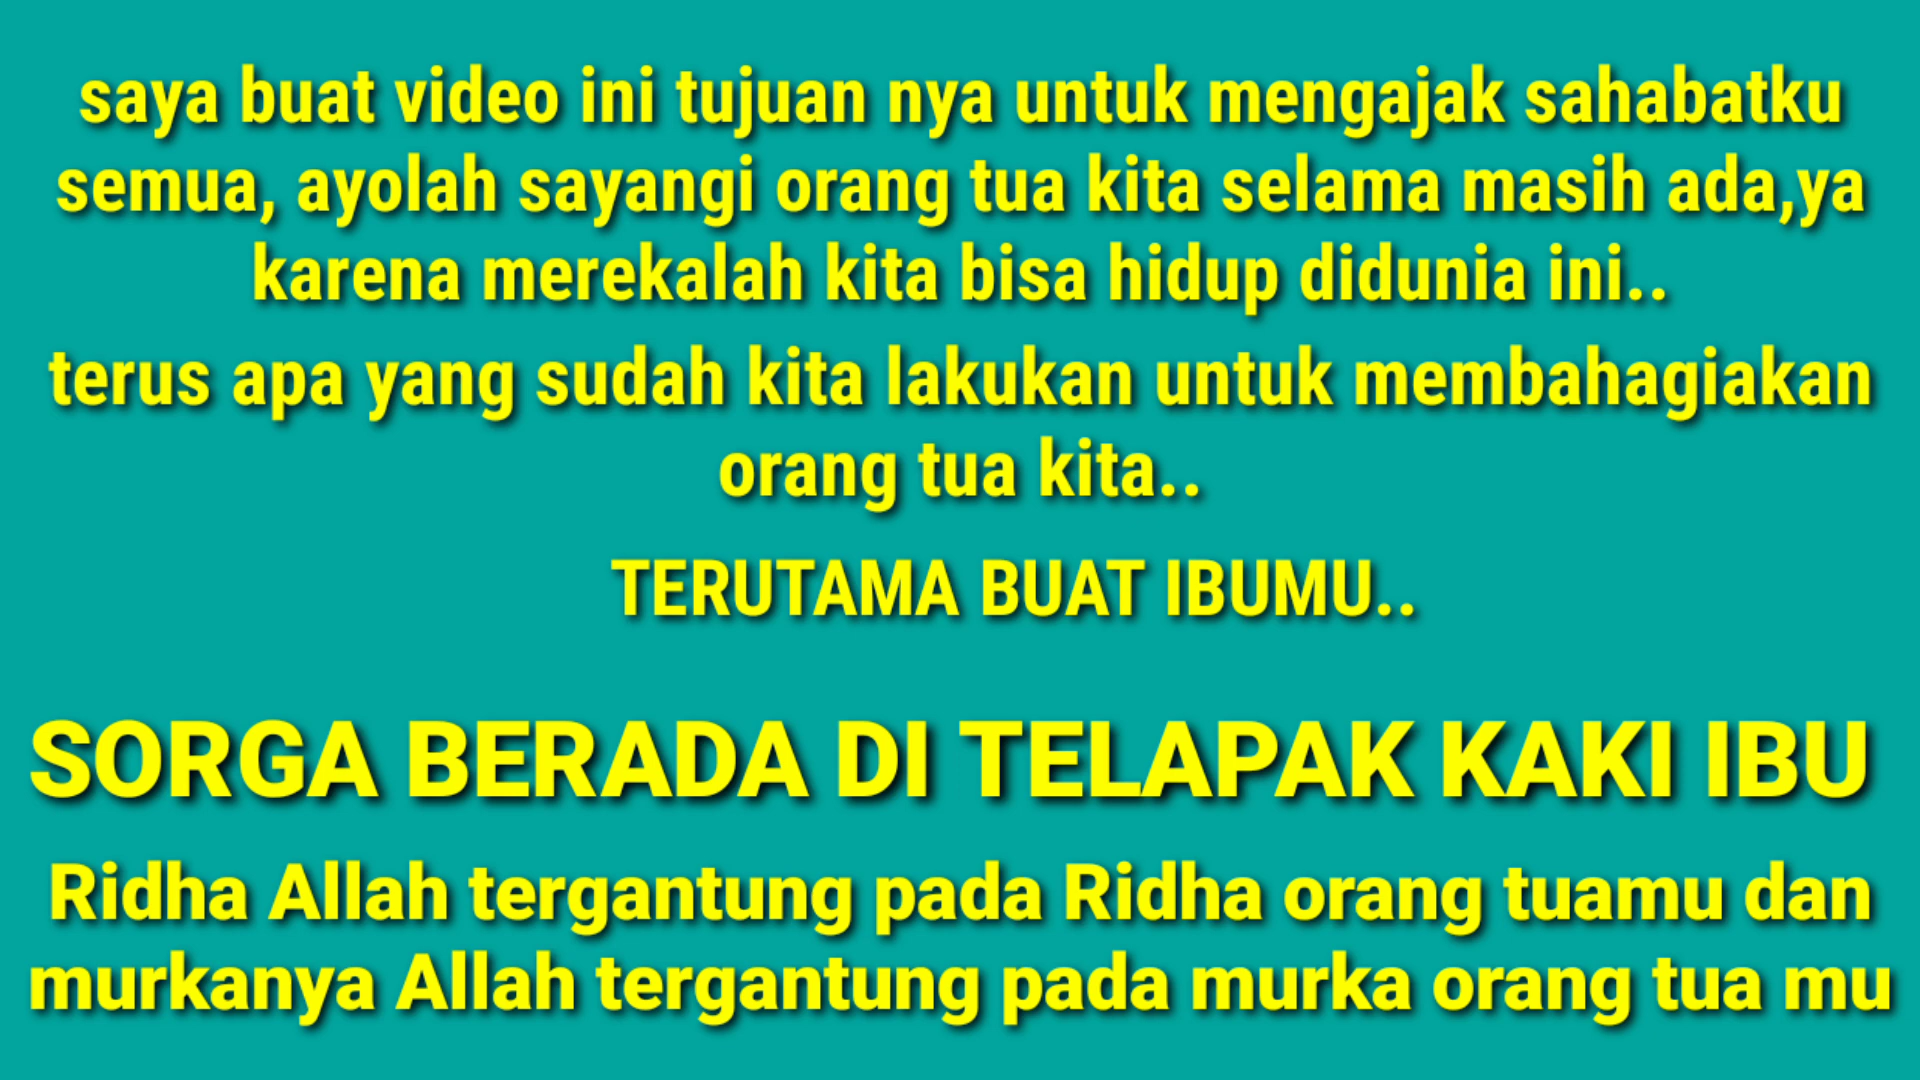 saya buat video ini tujuan nya untuk mengajak sahabatku
semua, ayolah sayangi orang tua kita selama masih ada,ya
karena merekalah kita bisa hidup didunia ini..
terus apa yang sudah kita lakukan untuk membahagiakan
orang tua kita..
TERUTAMA BUAT IBUMU..
SORGA BERADA DI TELAPAK KAKI IBU
Ridha Allah tergantung pada Ridha orang tuamu dan
murkanya Allah tergantung pada murka orang tua mu